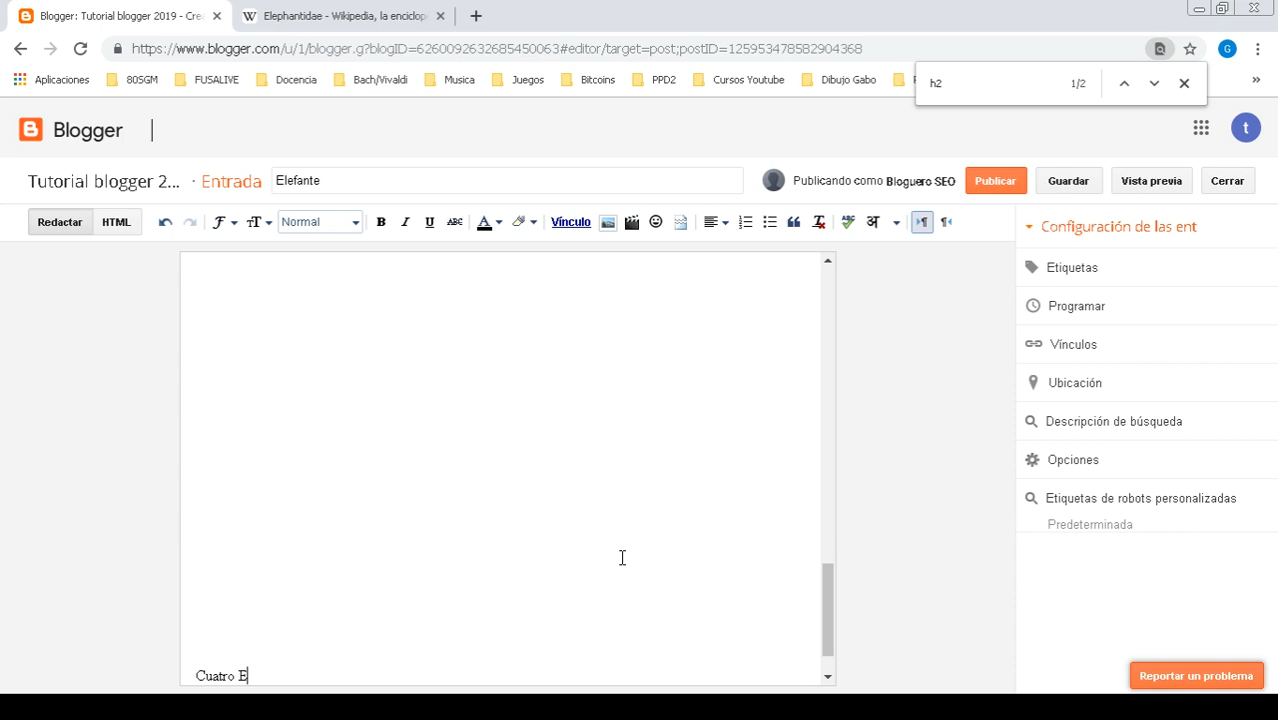 Blogger: Tutorial blogger 2019 - Crea
Elephantidae - Wikipedia, la enciclop
https://www.blogger.com/u/1/blogger.g?blogID=6260092632685450063#editor/target=post;postID=125953478582904368
G
Aplicaciones 80SGM FUSALIVE Docencia Bach/Vivaldi Musica Juegos Bitcoins PPD2 Cursos Youtube Dibujo Gabo »
h2 1/2
Blogger
t
Tutorial blogger 2... · Entrada Elefante Publicando como Bloguero SEO Publicar Guardar Vista previa Cerrar
Redactar HTML Normal B I U ABC A Vínculo अ
Configuración de las ent
Etiquetas
Programar
Vínculos
Ubicación
Descripción de búsqueda
Opciones
Etiquetas de robots personalizadas
Predeterminada
Cuatro E
Reportar un problema